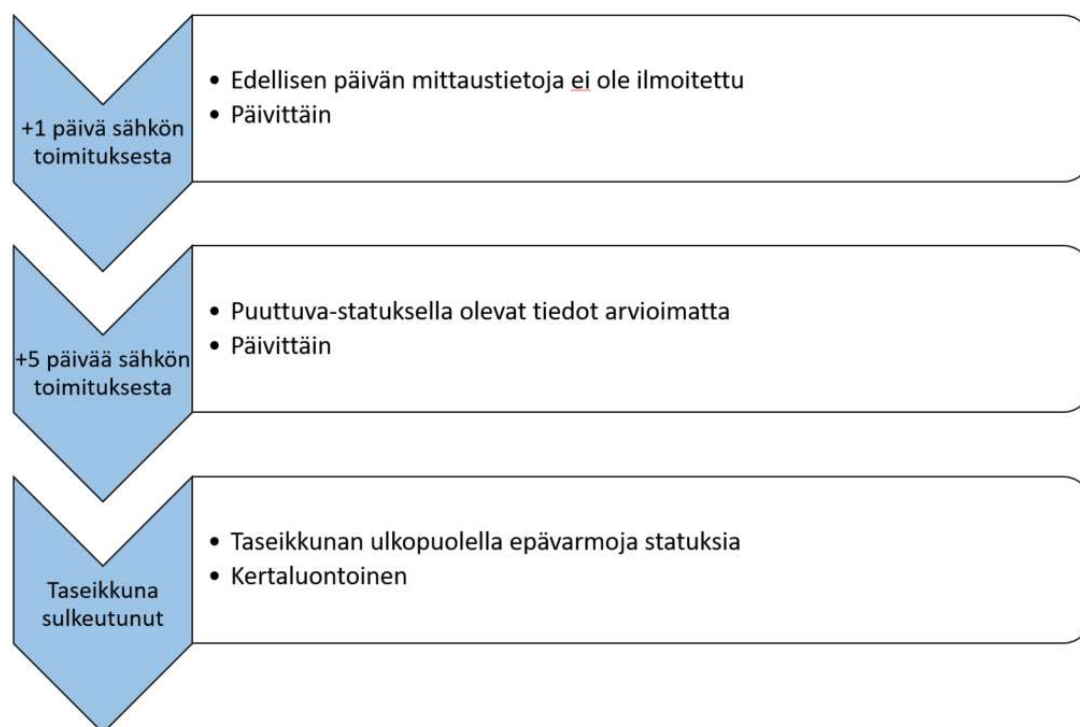 +1 päivä sähkön
toimituksesta
• Edellisen päivän mittaustietoja ei ole ilmoitettu
• Päivittäin
+5 päivää sähkön
toimituksesta
• Puuttuva-statuksella olevat tiedot arvioimatta
• Päivittäin
Taseikkuna
sulkeutunut
• Taseikkunan ulkopuolella epävarmoja statuksia
• Kertaluontoinen